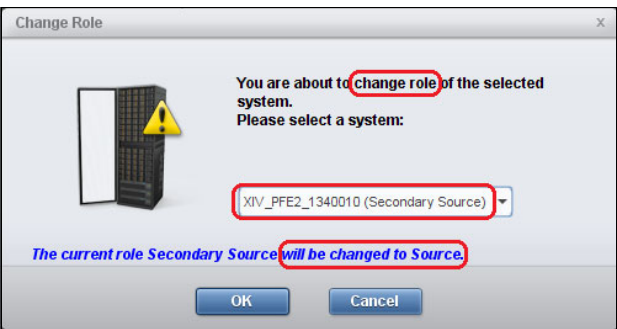 Change Role
x
You are about to change role of the selected
system.
Please select a system:
XIV_PFE2_1340010 (Secondary Source)
The current role Secondary Source will be changed to Source.
OK Cancel